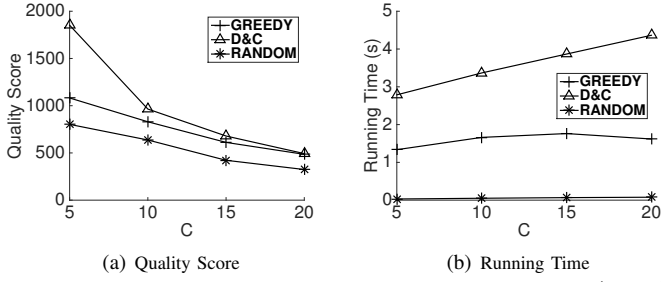 2000
1500
1000
500
0
Quality Score
5 10 15 20
C
GREEDY
D&C
RANDOM
(a) Quality Score
5
4
3
2
1
0
Running Time (s)
5 10 15 20
C
GREEDY
D&C
RANDOM
(b) Running Time